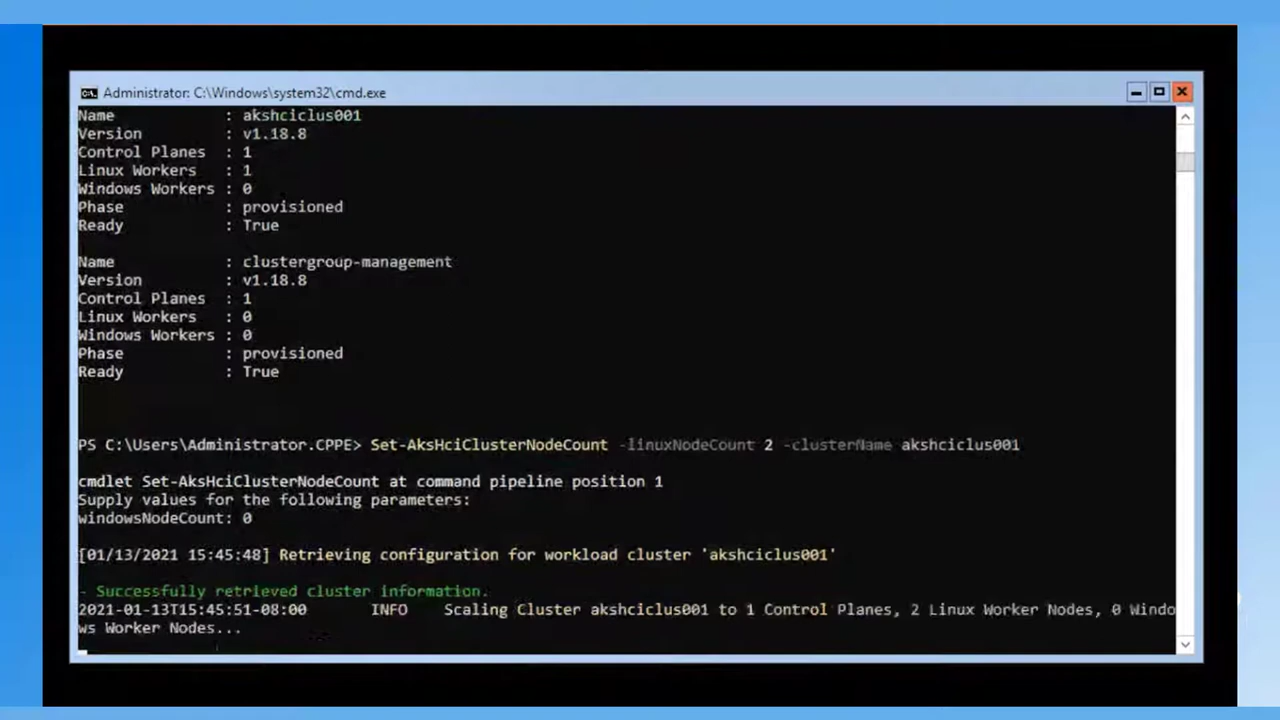 Administrator: C:\Windows\system32\cmd.exe
Name : akshciclus001
Version : v1.18.8
Control Planes : 1
Linux Workers : 1
Windows Workers : 0
Phase : provisioned
Ready : True
Name : clustergroup-management
Version : v1.18.8
Control Planes : 1
Linux Workers : 0
Windows Workers : 0
Phase : provisioned
Ready : True
PS C:\Users\Administrator.CPPE> Set-AksHciClusterNodeCount -linuxNodeCount 2 -clusterName akshciclus001
cmdlet Set-AksHciClusterNodeCount at command pipeline position 1
Supply values for the following parameters:
windowsNodeCount: 0
[01/13/2021 15:45:48] Retrieving configuration for workload cluster 'akshciclus001'
- Successfully retrieved cluster information.
2021-01-13T15:45:51-08:00 INFO Scaling Cluster akshciclus001 to 1 Control Planes, 2 Linux Worker Nodes, 0 Windo
ws Worker Nodes...